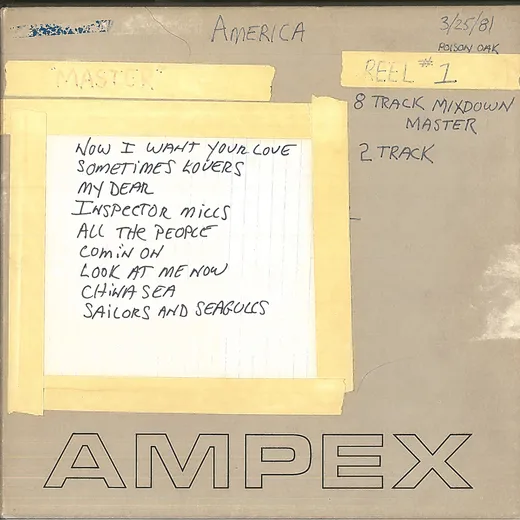 AMERICA
3/25/81
POISON OAK
"MASTER"
REEL #1
8 TRACK MIXDOWN
MASTER
2 TRACK
NOW I WANT YOUR LOVE
SOMETIMES LOVERS
MY DEAR
INSPECTOR MILLS
ALL THE PEOPLE
COMIN ON
LOOK AT ME NOW
CHINA SEA
SAILORS AND SEAGULLS
AMPEX